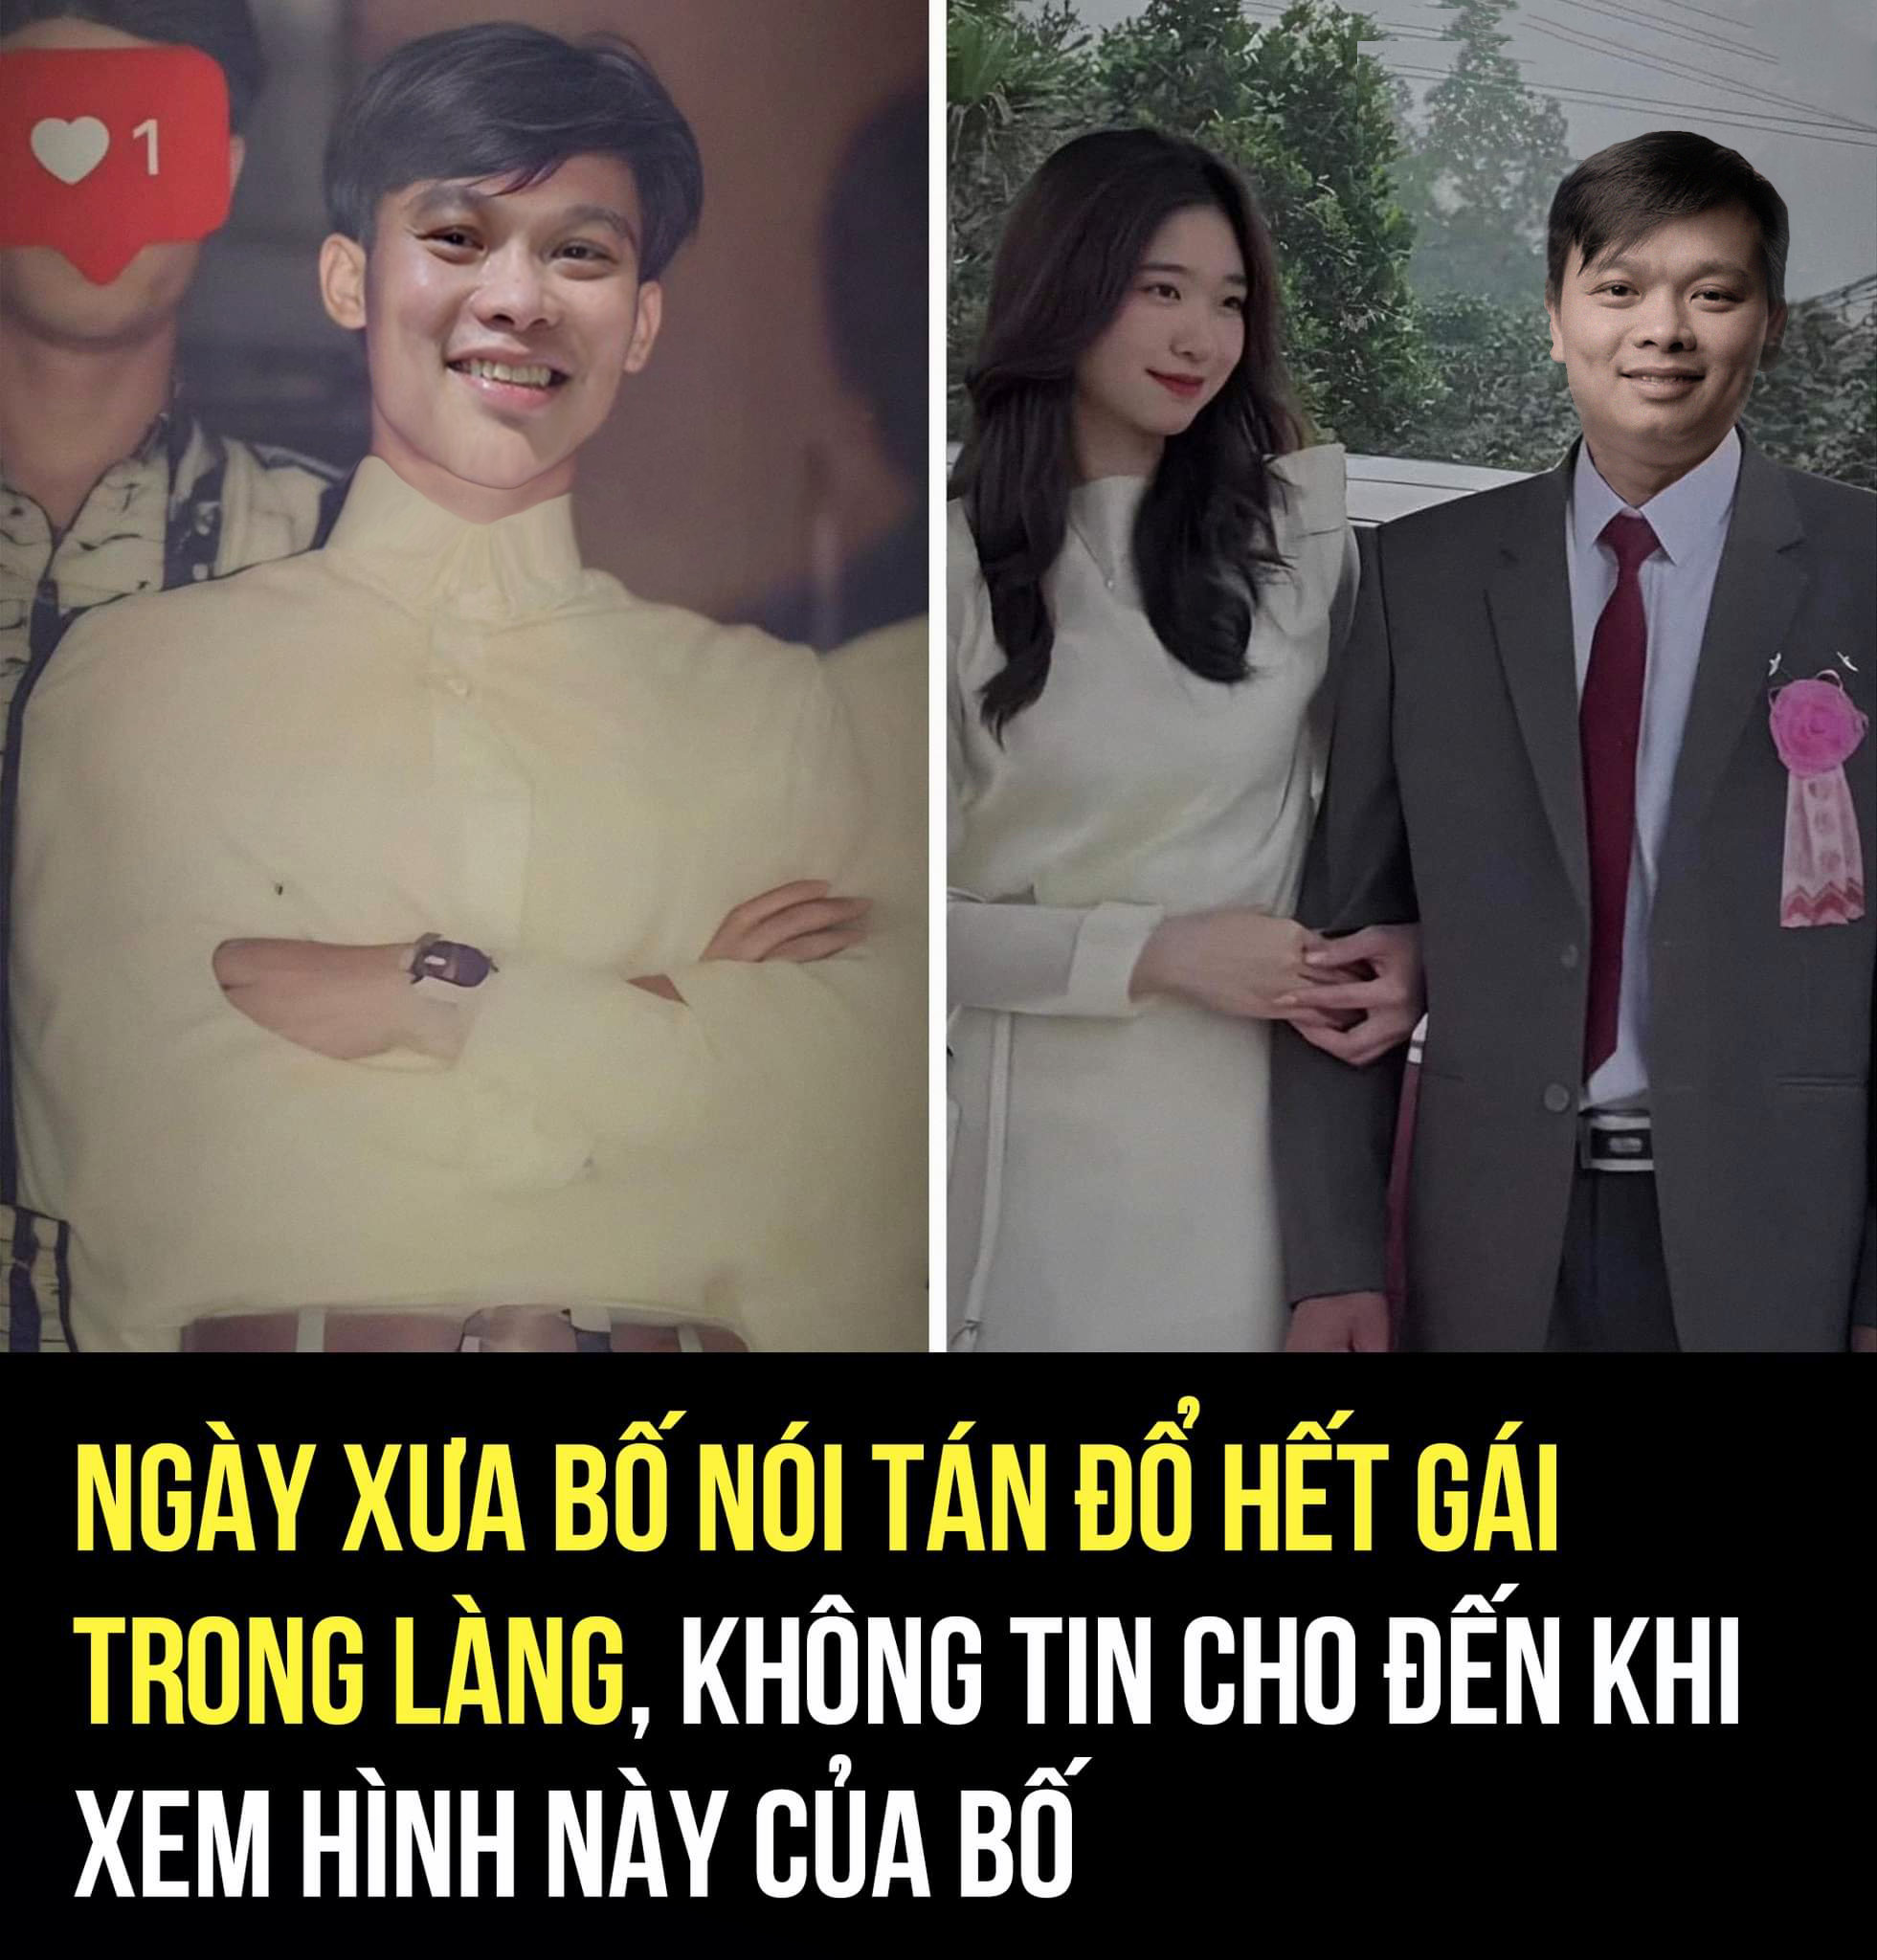 1
NGÀY XƯA BỐ NÓI TÁN ĐỔ HẾT GÁI
TRONG LÀNG, KHÔNG TIN CHO ĐẾN KHI
XEM HÌNH NÀY CỦA BỐ